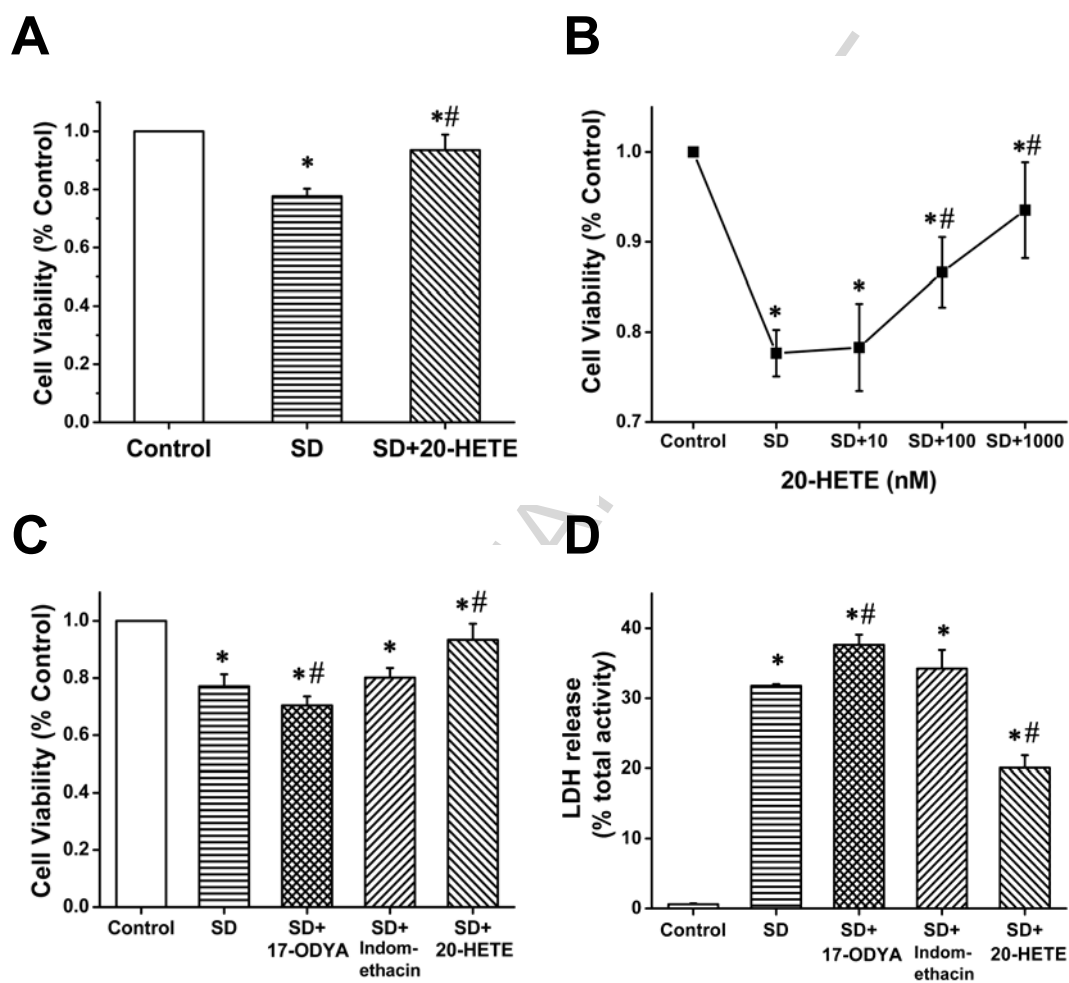 A
Cell Viability (% Control)
1.0
0.8
0.6
0.4
0.2
0.0
*
*#
Control
SD
SD+20-HETE
B
Cell Viability (% Control)
1.0
0.9
0.8
0.7
*
*
*#
*#
Control
SD
SD+10
SD+100
SD+1000
20-HETE (nM)
C
Cell Viability (% Control)
1.0
0.8
0.6
0.4
0.2
0.0
*
*#
*
*#
Control
SD
SD+
17-ODYA
SD+
Indom-
ethacin
SD+
20-HETE
D
LDH release
(% total activity)
40
30
20
10
0
*
*#
*
*#
Control
SD
SD+
17-ODYA
SD+
Indom-
ethacin
SD+
20-HETE